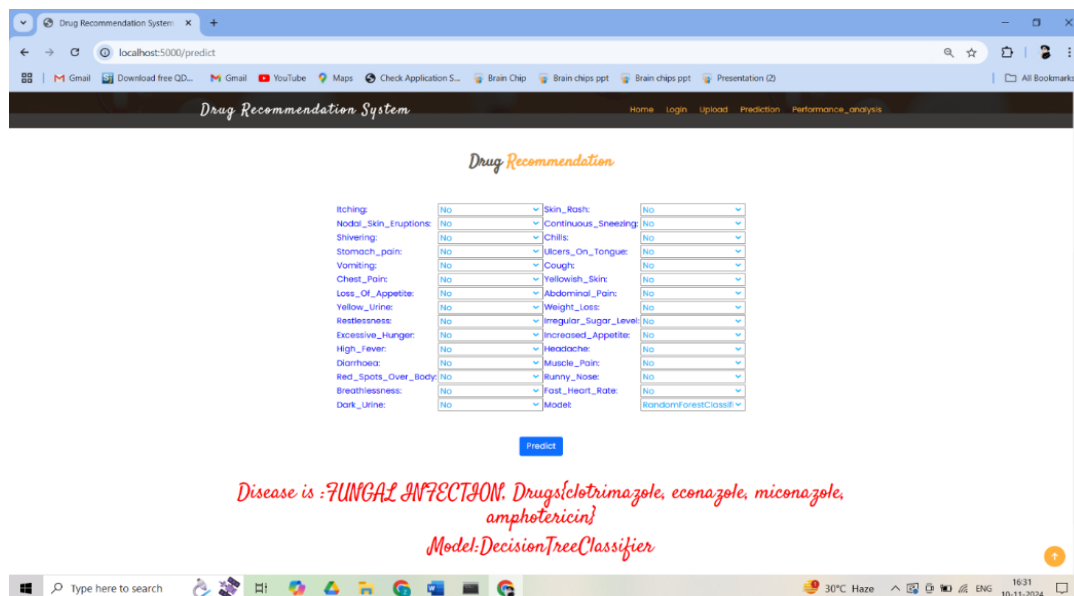 Drug Recommendation System
localhost:5000/predict
Gmail Download free QD... Gmail YouTube Maps Check Application S... Brain Chip Brain chips ppt Brain chips ppt Presentation (2) All Bookmarks
Drug Recommendation System Home Login Upload Prediction Performance_analysis
Drug Recommendation
Itching: No Skin_Rash: No
Nodal_Skin_Eruptions: No Continuous_Sneezing: No
Shivering: No Chills: No
Stomach_pain: No Ulcers_On_Tongue: No
Vomiting: No Cough: No
Chest_Pain: No Yellowish_Skin: No
Loss_Of_Appetite: No Abdominal_Pain: No
Yellow_Urine: No Weight_Loss: No
Restlessness: No Irregular_Sugar_Level: No
Excessive_Hunger: No Increased_Appetite: No
High_Fever: No Headache: No
Diarrhoea: No Muscle_Pain: No
Red_Spots_Over_Body: No Runny_Nose: No
Breathlessness: No Fast_Heart_Rate: No
Dark_Urine: No Model: RandomForestClassifi
Predict
Disease is :FUNGAL INFECTION. Drugs{clotrimazole, econazole, miconazole,
amphotericin}
Model:DecisionTreeClassifier
Type here to search 30°C Haze ENG 16:31
10-11-2024